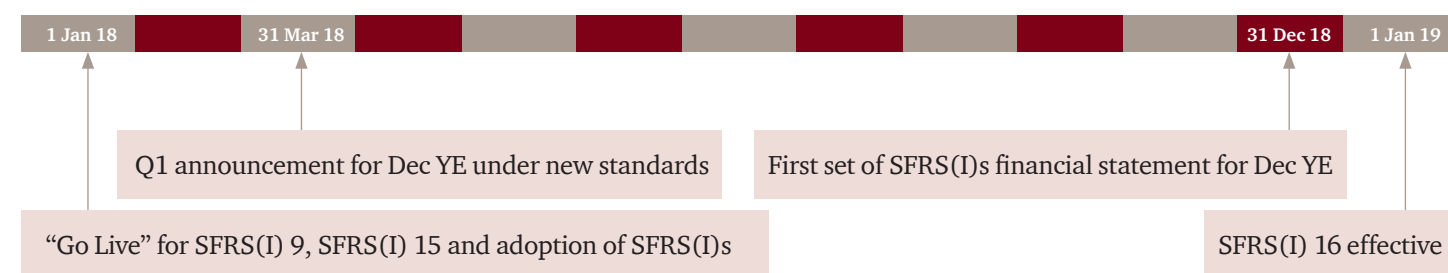 1 Jan 18
31 Mar 18
31 Dec 18
1 Jan 19
Q1 announcement for Dec YE under new standards
First set of SFRS(I)s financial statement for Dec YE
“Go Live” for SFRS(I) 9, SFRS(I) 15 and adoption of SFRS(I)s
SFRS(I) 16 effective